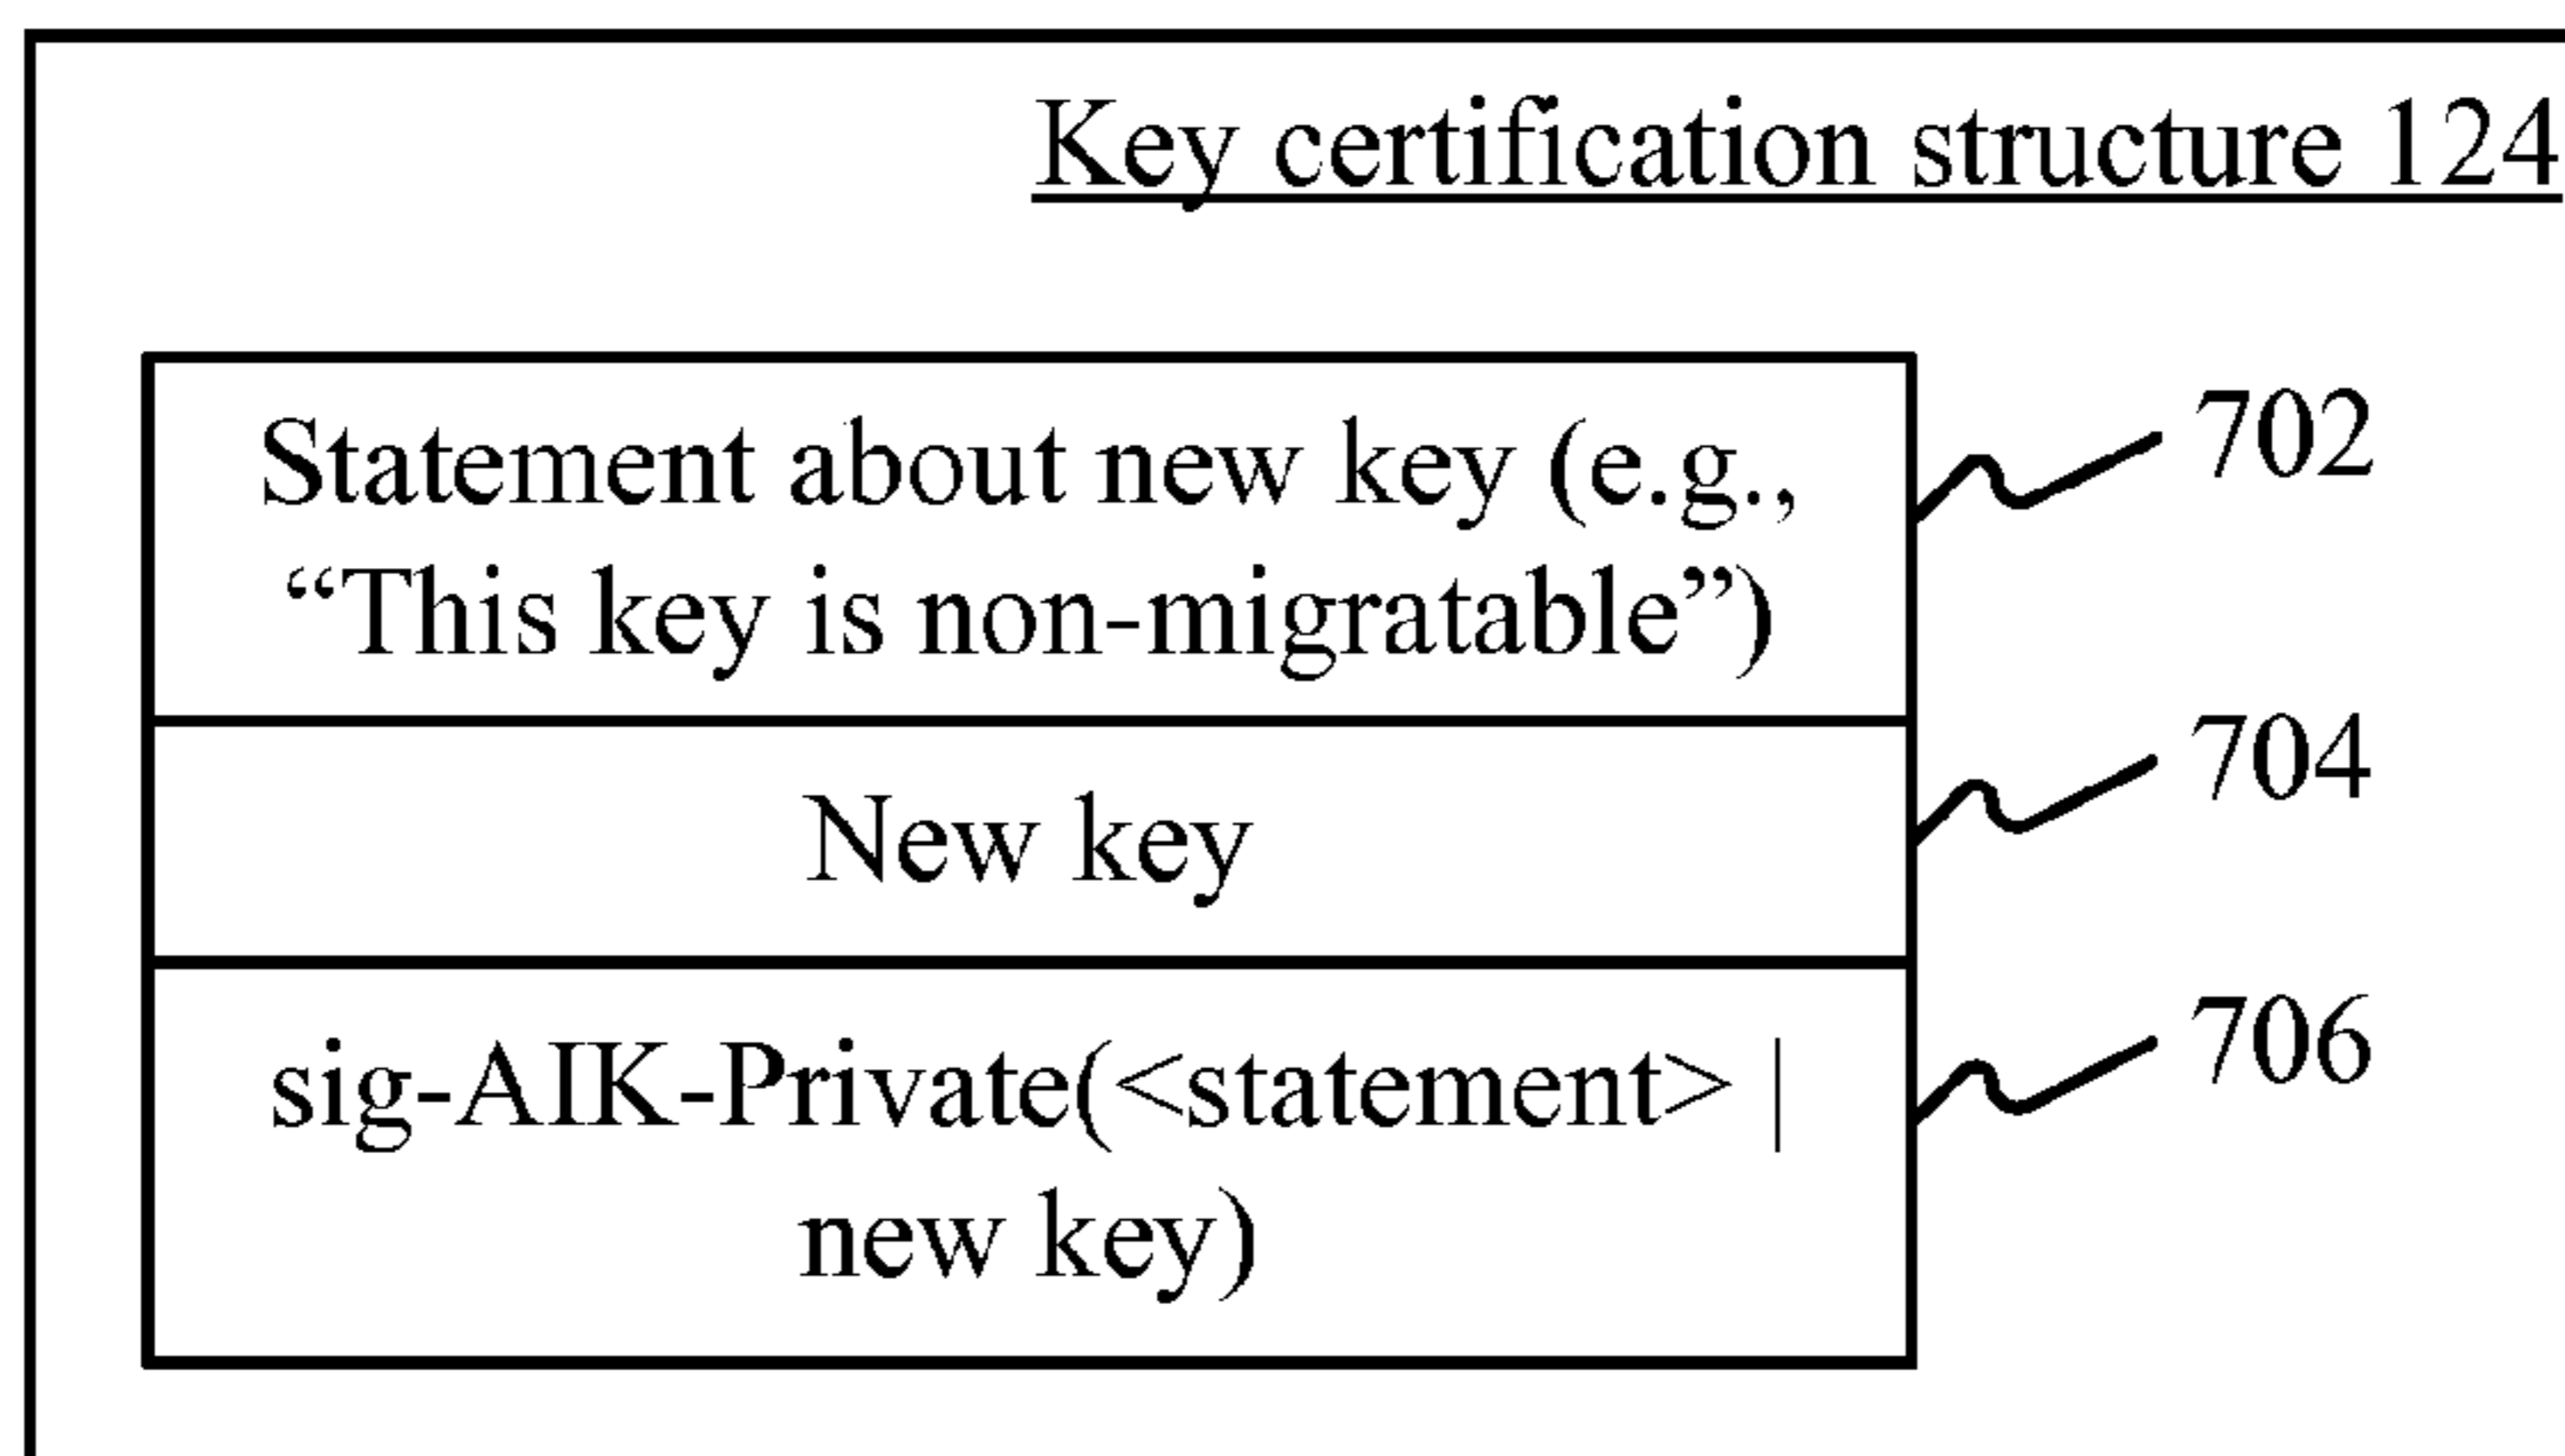 Key certification structure 124
Statement about new key (e.g.,
“This key is non-migratable”)
702
New key
704
sig-AIK-Private(<statement> |
new key)
706